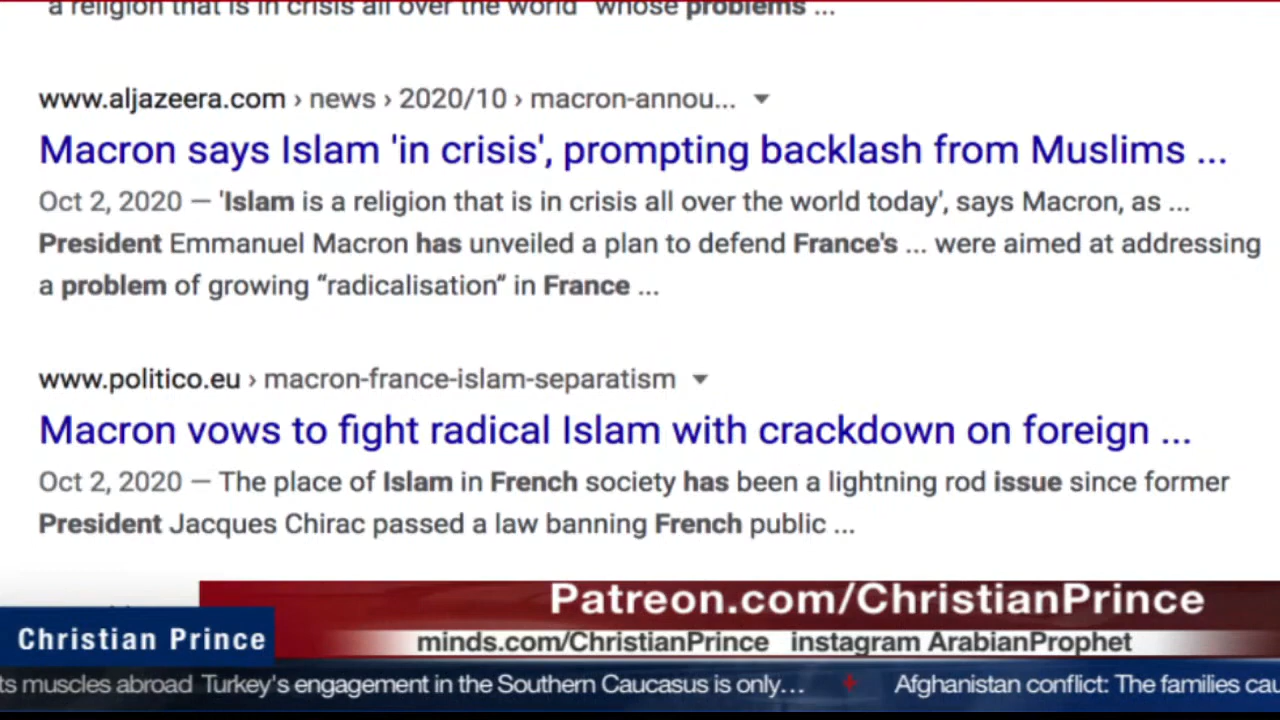 a religion that is in crisis all over the world" whose problems ...
www.aljazeera.com › news › 2020/10 › macron-annou...
Macron says Islam 'in crisis', prompting backlash from Muslims ...
Oct 2, 2020 — 'Islam is a religion that is in crisis all over the world today', says Macron, as ...
President Emmanuel Macron has unveiled a plan to defend France's ... were aimed at addressing
a problem of growing “radicalisation” in France ...
www.politico.eu › macron-france-islam-separatism
Macron vows to fight radical Islam with crackdown on foreign ...
Oct 2, 2020 — The place of Islam in French society has been a lightning rod issue since former
President Jacques Chirac passed a law banning French public ...
Patreon.com/ChristianPrince
Christian Prince
minds.com/ChristianPrince instagram ArabianProphet
ts muscles abroad Turkey's engagement in the Southern Caucasus is only... Afghanistan conflict: The families cau